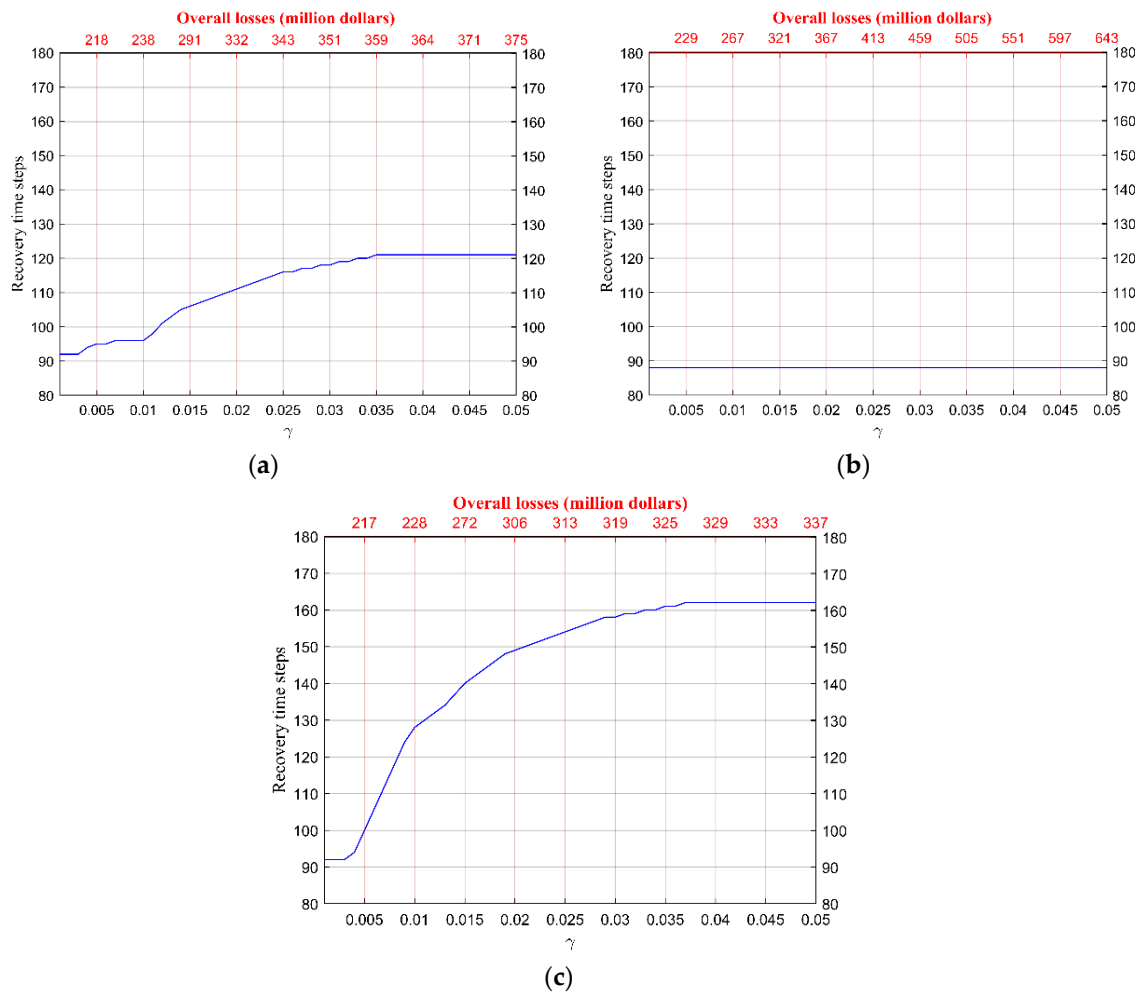 Overall losses (million dollars)
218 238 291 332 343 351 359 364 371 375
180 180
170 170
160 160
150 150
140 140
130 130
120 120
110 110
100 100
90 90
80 80
Recovery time steps
0.005 0.01 0.015 0.02 0.025 0.03 0.035 0.04 0.045 0.05
γ
(a)
Overall losses (million dollars)
229 267 321 367 413 459 505 551 597 643
180 180
170 170
160 160
150 150
140 140
130 130
120 120
110 110
100 100
90 90
80 80
Recovery time steps
0.005 0.01 0.015 0.02 0.025 0.03 0.035 0.04 0.045 0.05
γ
(b)
Overall losses (million dollars)
217 228 272 306 313 319 325 329 333 337
180 180
170 170
160 160
150 150
140 140
130 130
120 120
110 110
100 100
90 90
80 80
Recovery time steps
0.005 0.01 0.015 0.02 0.025 0.03 0.035 0.04 0.045 0.05
γ
(c)